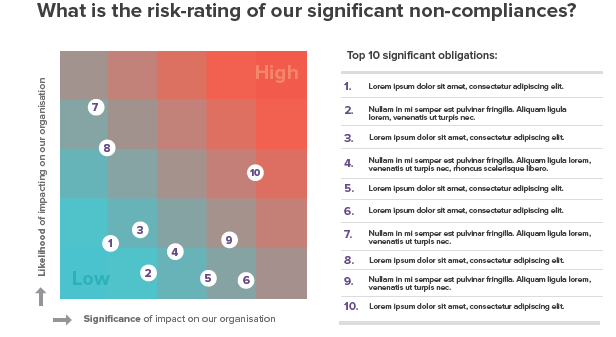 What is the risk-rating of our significant non-compliances?
Likelihood of impacting on our organisation
High
7
8
10
3
1
9
4
2
5
6
Low
Significance of impact on our organisation
Top 10 significant obligations:
1. Lorem ipsum dolor sit amet, consectetur adipiscing elit.
2. Nullam in mi semper est pulvinar fringilla. Aliquam ligula
lorem, venenatis ut turpis nec.
3. Lorem ipsum dolor sit amet, consectetur adipiscing elit.
4. Nullam in mi semper est pulvinar fringilla. Aliquam ligula lorem,
venenatis ut turpis nec, rhoncus scelerisque libero.
5. Lorem ipsum dolor sit amet, consectetur adipiscing elit.
6. Lorem ipsum dolor sit amet, consectetur adipiscing elit.
7. Nullam in mi semper est pulvinar fringilla. Aliquam ligula lorem,
venenatis ut turpis nec.
8. Lorem ipsum dolor sit amet, consectetur adipiscing elit.
9. Nullam in mi semper est pulvinar fringilla. Aliquam ligula lorem,
venenatis ut turpis nec.
10. Lorem ipsum dolor sit amet, consectetur adipiscing elit.